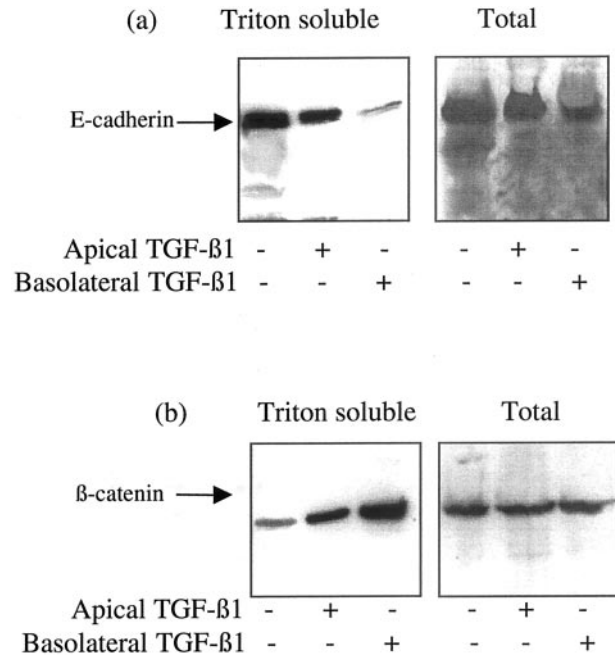 (a) Triton soluble Total
E-cadherin
Apical TGF-ß1 - + - - + -
Basolateral TGF-ß1 - - + - - +
(b) Triton soluble Total
ß-catenin
Apical TGF-ß1 - + - - + -
Basolateral TGF-ß1 - - + - - +